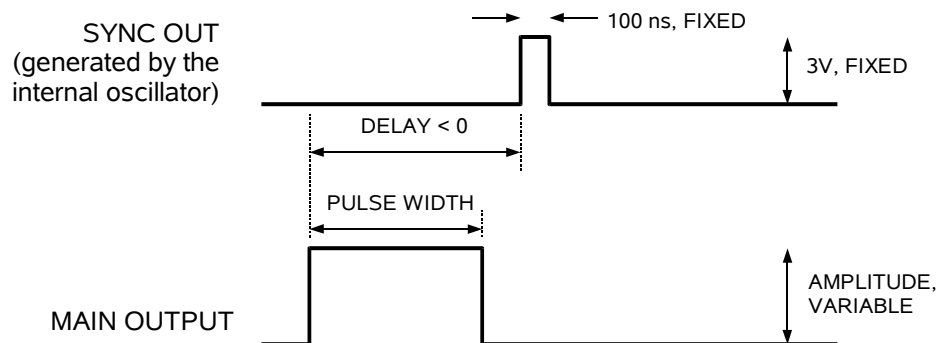 100 ns, FIXED
SYNC OUT
(generated by the
internal oscillator)
3V, FIXED
DELAY < 0
PULSE WIDTH
AMPLITUDE,
VARIABLE
MAIN OUTPUT